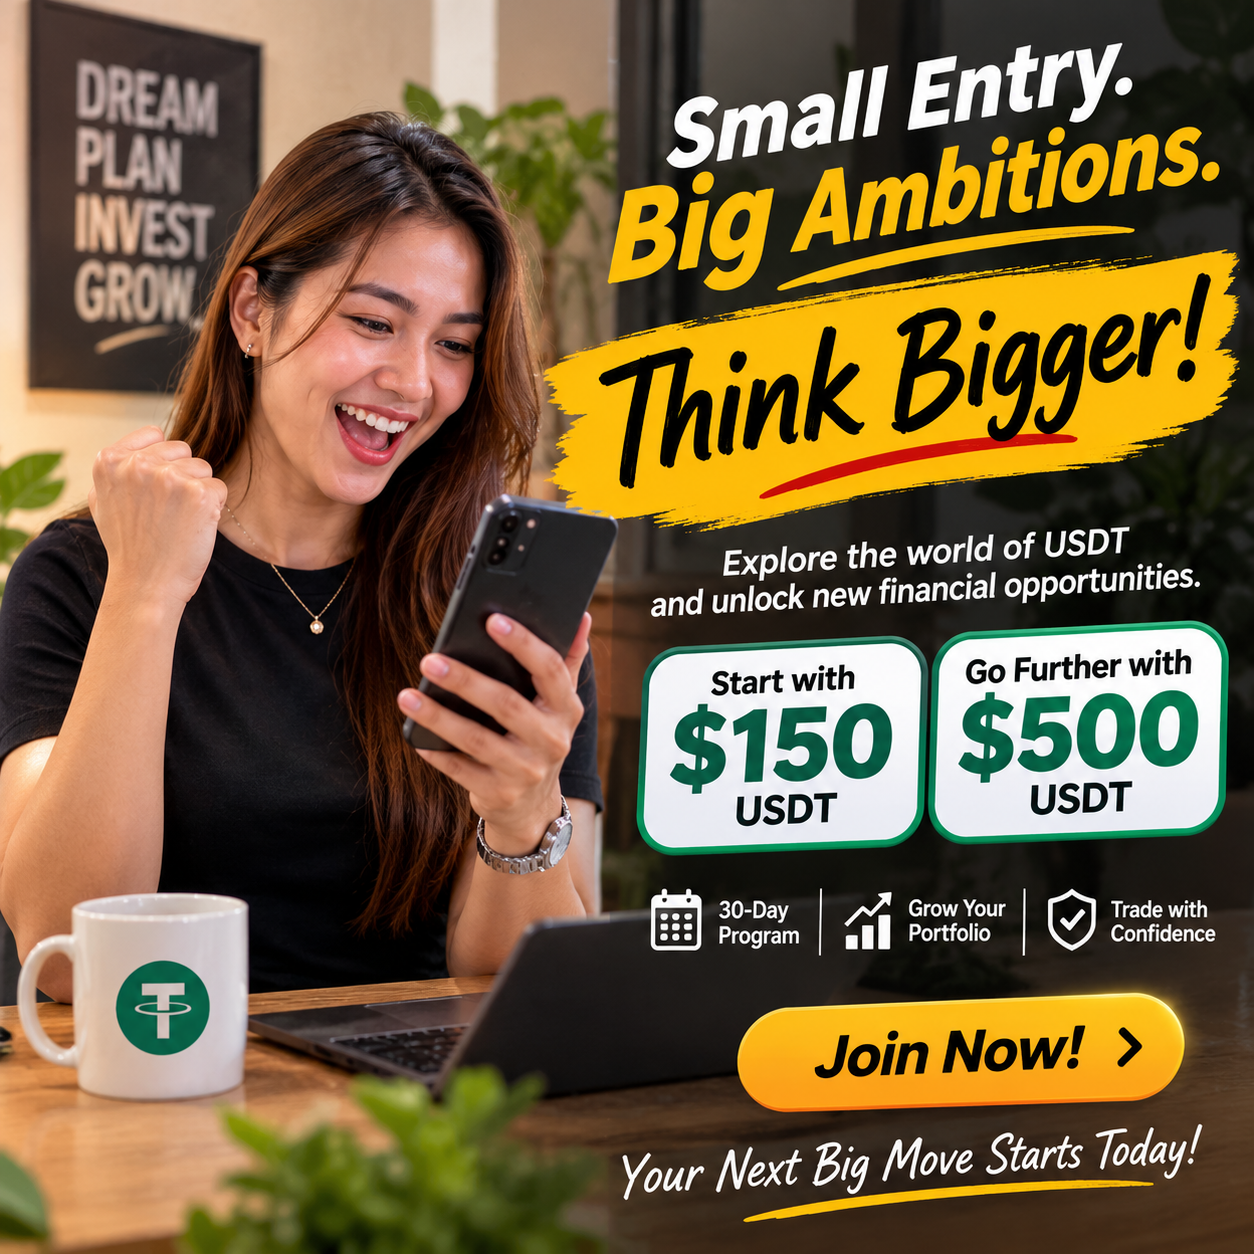 DREAM
PLAN
INVEST
GROW
Small Entry.
Big Ambitions.
Think Bigger!
Explore the world of USDT
and unlock new financial opportunities.
Start with
$150
USDT
Go Further with
$500
USDT
30-Day
Program
Grow Your
Portfolio
Trade with
Confidence
Join Now!
Your Next Big Move Starts Today!